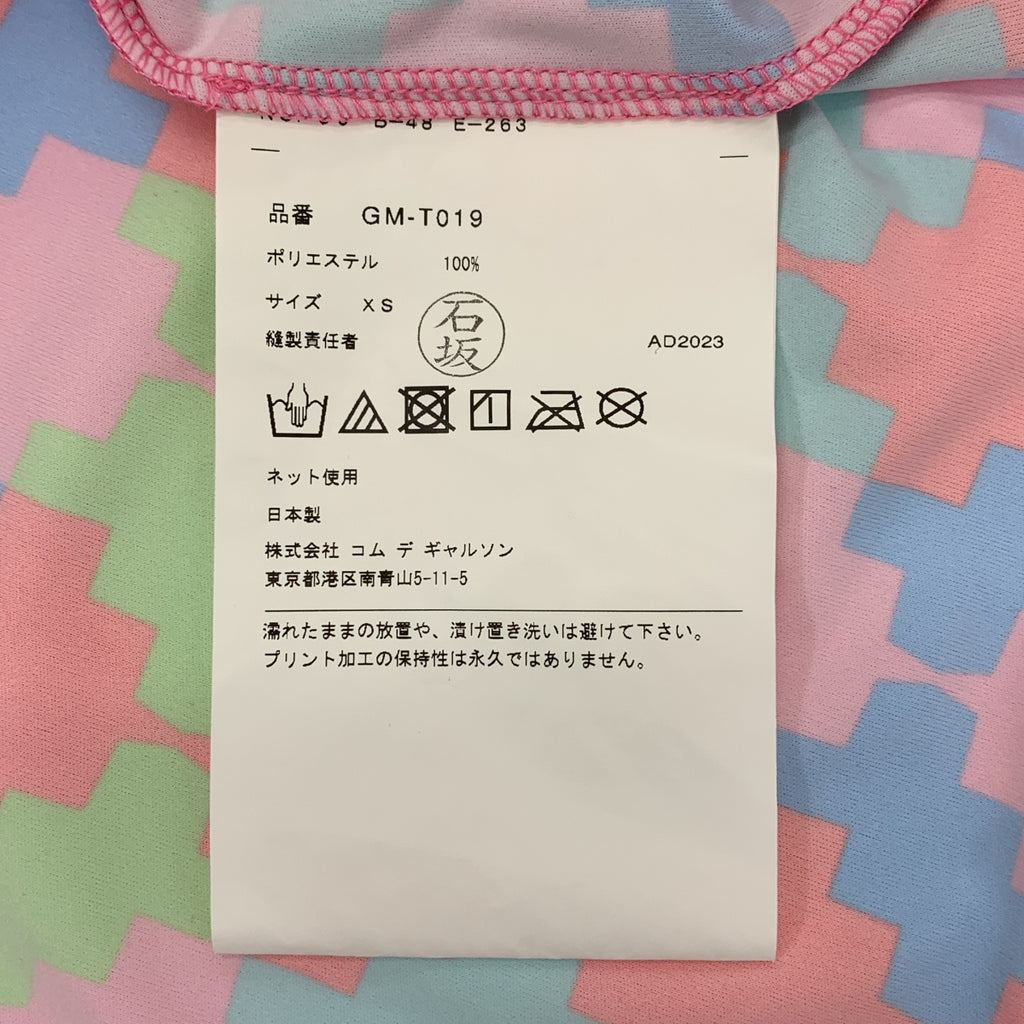 B-48 E-263
品番 GM-T019
ポリエステル 100%
サイズ XS
石坂
縫製責任者 AD2023
ネット使用
日本製
株式会社 コム デ ギャルソン
東京都港区南青山5-11-5
濡れたままの放置や、漬け置き洗いは避けて下さい。
プリント加工の保持性は永久ではありません。